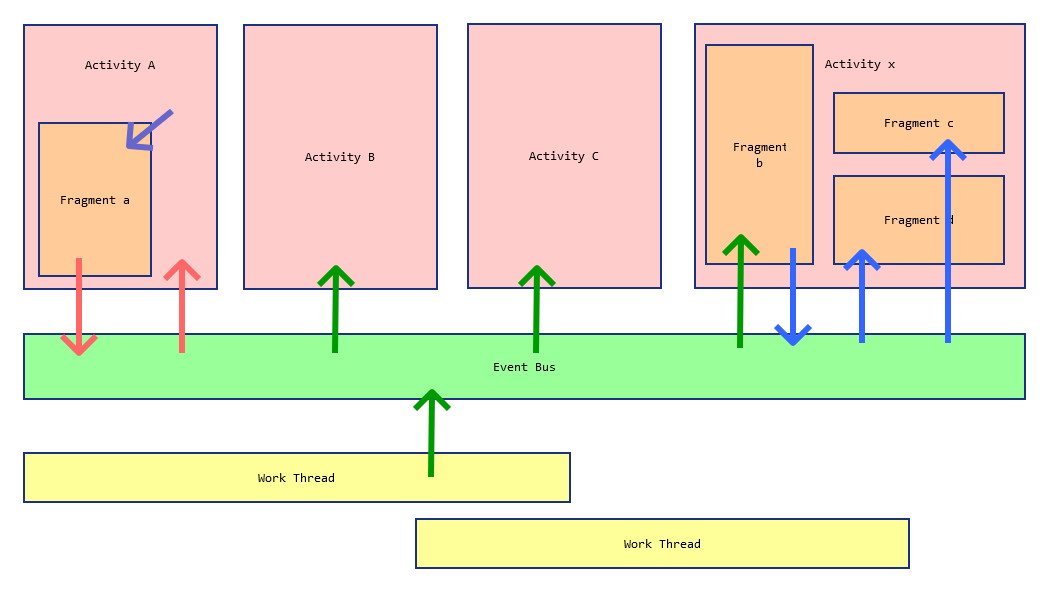 Activity A
Fragment a
Activity B
Activity C
Activity x
Fragment
b
Fragment c
Fragment d
Event Bus
Work Thread
Work Thread